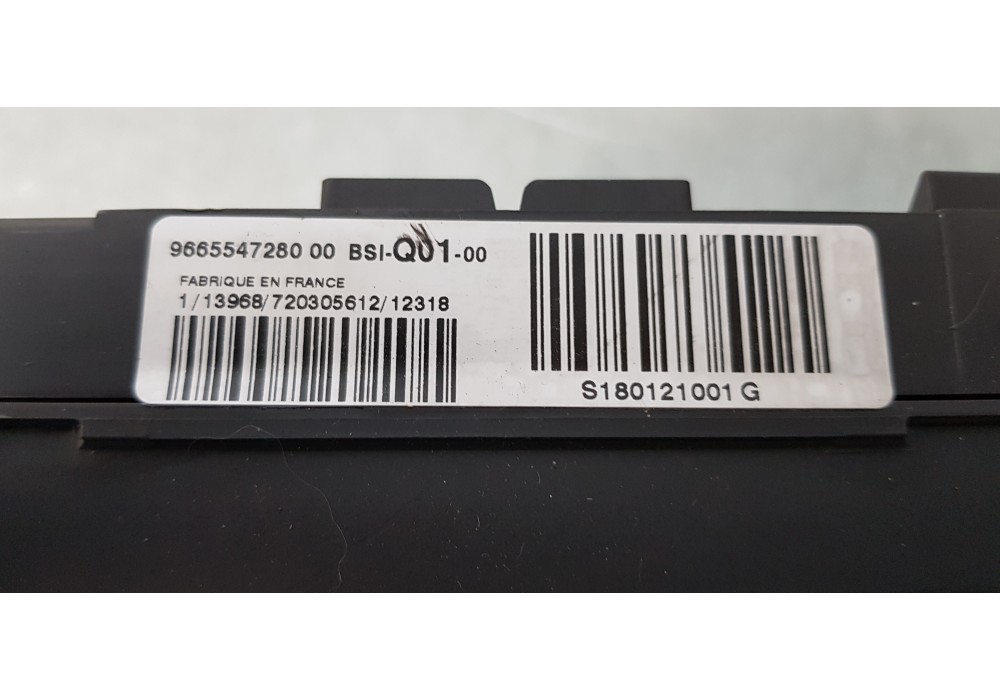 9665547280 00 BSI-Q01-00
FABRIQUE EN FRANCE
1/13968/720305612/12318
S180121001 G